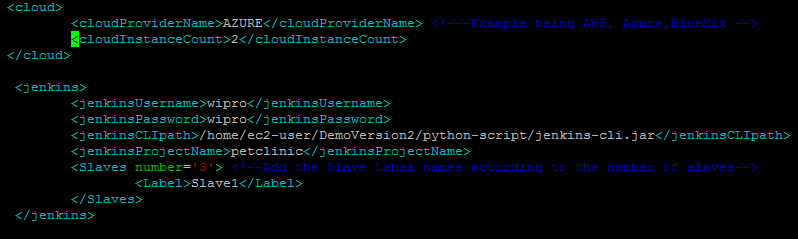 <cloud>
<cloudProviderName>AZURE</cloudProviderName> <!---Example being AWS, Azure,BlueMix -->
<cloudInstanceCount>2</cloudInstanceCount>
</cloud>
<jenkins>
<jenkinsUsername>wipro</jenkinsUsername>
<jenkinsPassword>wipro</jenkinsPassword>
<jenkinsCLIpath>/home/ec2-user/DemoVersion2/python-script/jenkins-cli.jar</jenkinsCLIpath>
<jenkinsProjectName>petclinic</jenkinsProjectName>
<Slaves number='3'> <!--Add the Slave Label names according to the number of slaves-->
<Label>Slave1</Label>
</Slaves>
</jenkins>